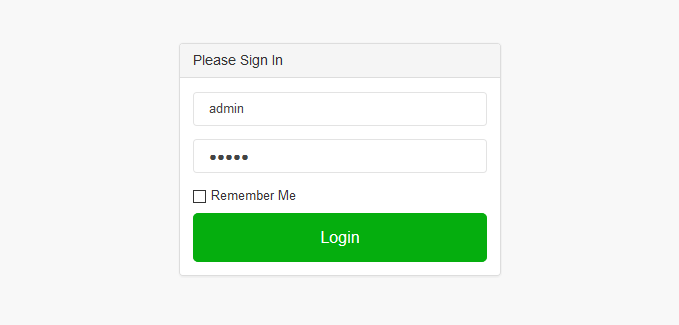 Please Sign In
admin
•••••
Remember Me
Login